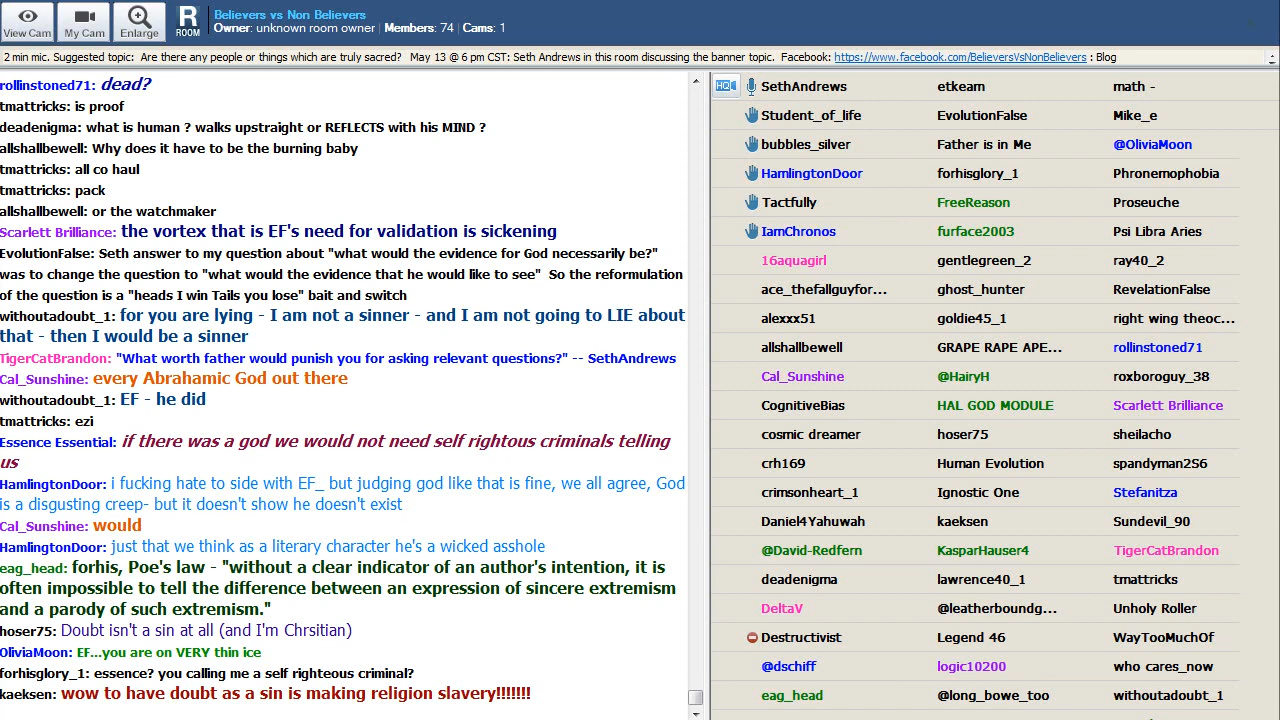 View Cam
My Cam
Enlarge
R
ROOM
Believers vs Non Believers
Owner: unknown room owner | Members: 74 | Cams: 1
2 min mic. Suggested topic: Are there any people or things which are truly sacred? May 13 @ 6 pm CST: Seth Andrews in this room discussing the banner topic. Facebook: https://www.facebook.com/BelieversVsNonBelievers : Blog
rollinstoned71: dead?
tmattricks: is proof
deadenigma: what is human ? walks upstraight or REFLECTS with his MIND ?
allshallbewell: Why does it have to be the burning baby
tmattricks: all co haul
tmattricks: pack
allshallbewell: or the watchmaker
Scarlett Brilliance: the vortex that is EF's need for validation is sickening
EvolutionFalse: Seth answer to my question about "what would the evidence for God necessarily be?"
was to change the question to "what would the evidence that he would like to see" So the reformulation
of the question is a "heads I win Tails you lose" bait and switch
withoutadoubt_1: for you are lying - I am not a sinner - and I am not going to LIE about
that - then I would be a sinner
TigerCatBrandon: "What worth father would punish you for asking relevant questions?" -- SethAndrews
Cal_Sunshine: every Abrahamic God out there
withoutadoubt_1: EF - he did
tmattricks: ezi
Essence Essential: if there was a god we would not need self rightous criminals telling
us
HamlingtonDoor: i fucking hate to side with EF_ but judging god like that is fine, we all agree, God
is a disgusting creep- but it doesn't show he doesn't exist
Cal_Sunshine: would
HamlingtonDoor: just that we think as a literary character he's a wicked asshole
eag_head: forhis, Poe's law - "without a clear indicator of an author's intention, it is
often impossible to tell the difference between an expression of sincere extremism
and a parody of such extremism."
hoser75: Doubt isn't a sin at all (and I'm Chrsitian)
OliviaMoon: EF...you are on VERY thin ice
forhisglory_1: essence? you calling me a self righteous criminal?
kaeksen: wow to have doubt as a sin is making religion slavery!!!!!!!
HQ SethAndrews etkearn math -
Student_of_life EvolutionFalse Mike_e
bubbles_silver Father is in Me @OliviaMoon
HamlingtonDoor forhisglory_1 Phronemophobia
Tactfully FreeReason Proseuche
IamChronos furface2003 Psi Libra Aries
16aquagirl gentlegreen_2 ray40_2
ace_thefallguyfor... ghost_hunter RevelationFalse
alexxx51 goldie45_1 right wing theoc...
allshallbewell GRAPE RAPE APE... rollinstoned71
Cal_Sunshine @HairyH roxboroguy_38
CognitiveBias HAL GOD MODULE Scarlett Brilliance
cosmic dreamer hoser75 sheilacho
crh169 Human Evolution spandyman2S6
crimsonheart_1 Ignostic One Stefanitza
Daniel4Yahuwah kaeksen Sundevil_90
@David-Redfern KasparHauser4 TigerCatBrandon
deadenigma lawrence40_1 tmattricks
DeltaV @leatherboundg... Unholy Roller
Destructivist Legend 46 WayTooMuchOf
@dschiff logic10200 who cares_now
eag_head @long_bowe_too withoutadoubt_1